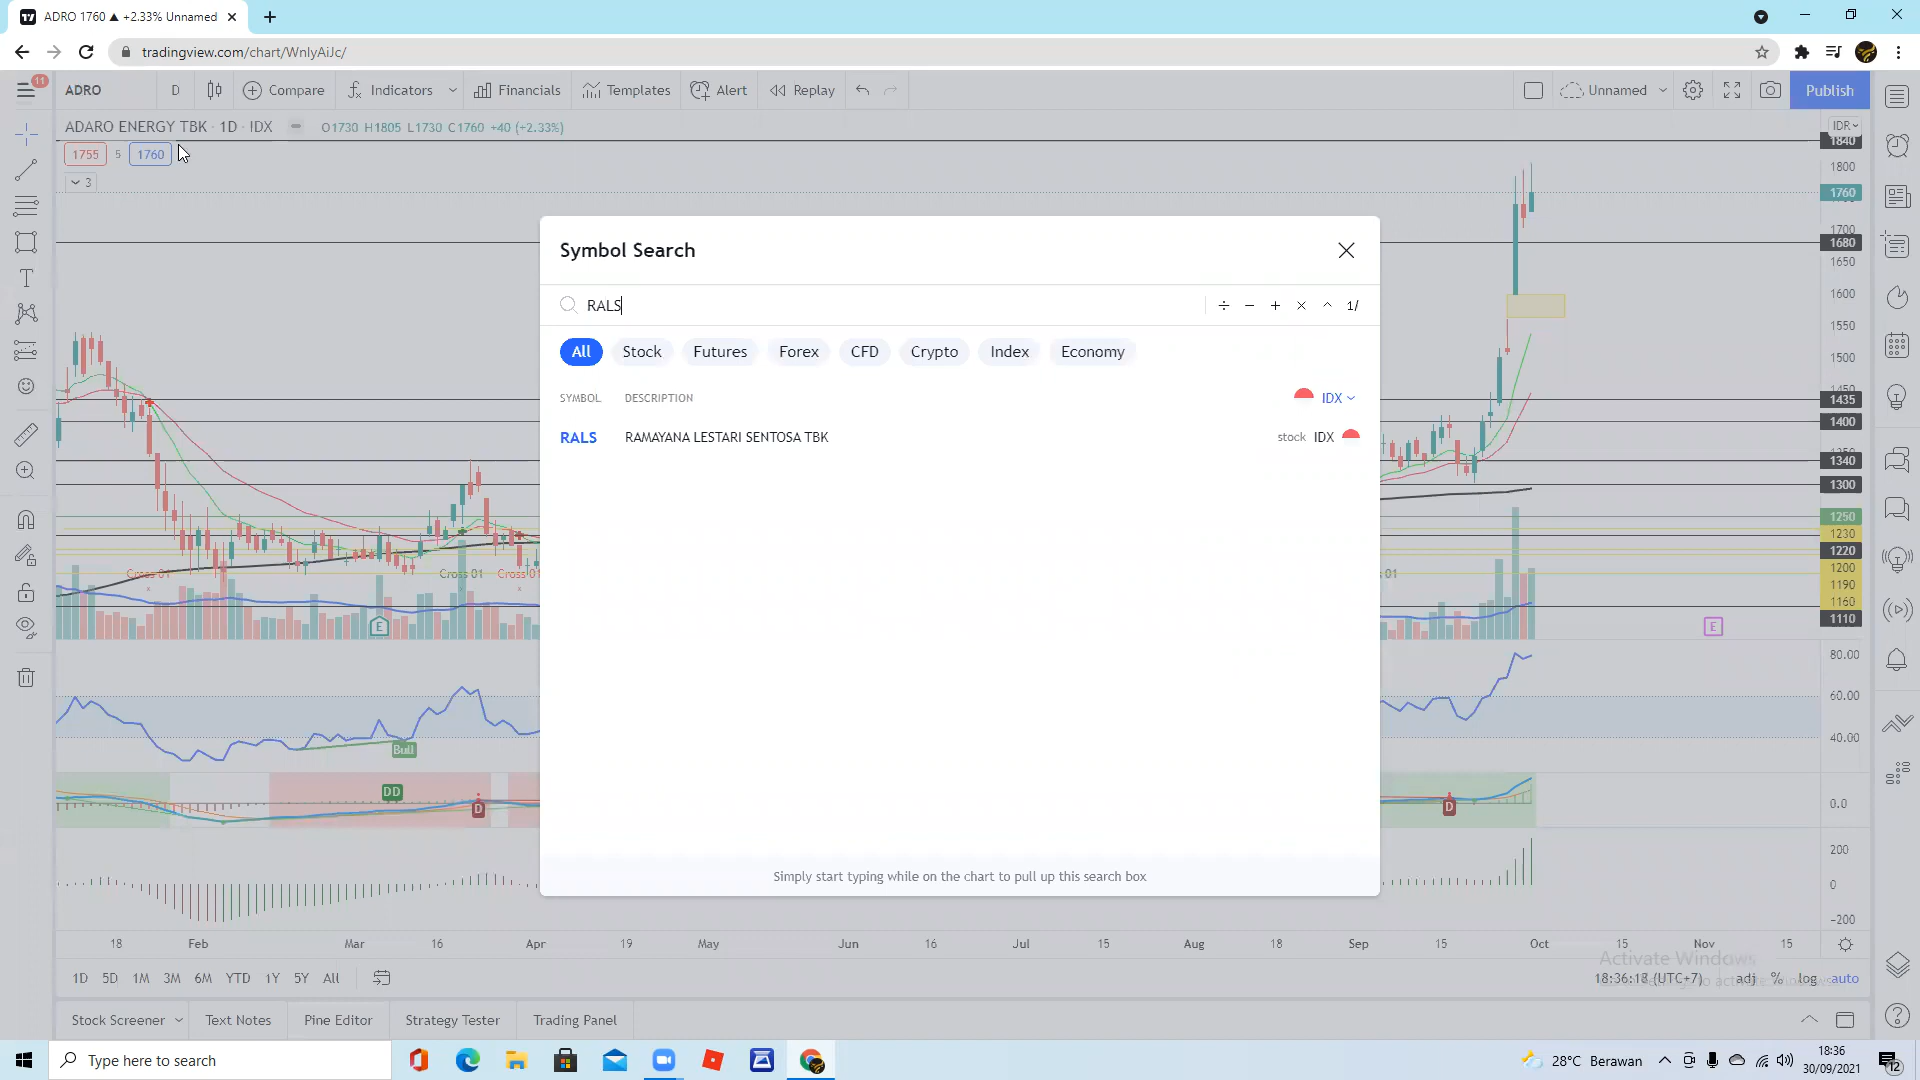 ADRO 1760 ▲ +2.33% Unnamed
tradingview.com/chart/WnlyAiJc/
11
ADRO
D
Compare
Indicators
Financials
Templates
Alert
Replay
Unnamed
Publish
ADARO ENERGY TBK · 1D · IDX
O1730 H1805 L1730 C1760 +40 (+2.33%)
IDR
1755 5 1760
3
Symbol Search
RALS
÷ − + × ^ 1/
All Stock Futures Forex CFD Crypto Index Economy
SYMBOL DESCRIPTION
IDX
RALS RAMAYANA LESTARI SENTOSA TBK stock IDX
Simply start typing while on the chart to pull up this search box
1840
1800
1760
1700
1680
1650
1600
1550
1500
1435
1400
1340
1300
1250
1230
1220
1200
1190
1160
1110
80.00
60.00
40.00
0.0
200
0
−200
Cross 01
Cross 01
Cross 01
01
E
E
Bull
DD
D
D
18 Feb Mar 16 Apr 19 May Jun 16 Jul 15 Aug 18 Sep 15 Oct 15 Nov 15
Activate Windows
1D 5D 1M 3M 6M YTD 1Y 5Y All
18:36:18 (UTC+7) adj % log auto
Stock Screener Text Notes Pine Editor Strategy Tester Trading Panel
Type here to search
28°C Berawan
18:36
30/09/2021
12